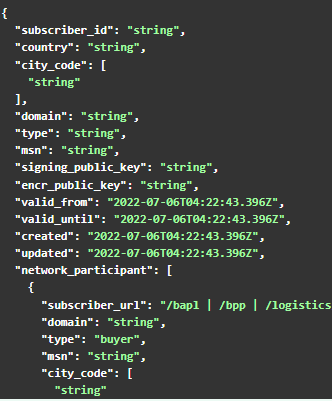 {
"subscriber_id": "string",
"country": "string",
"city_code": [
"string"
],
"domain": "string",
"type": "string",
"msn": "string",
"signing_public_key": "string",
"encr_public_key": "string",
"valid_from": "2022-07-06T04:22:43.396Z",
"valid_until": "2022-07-06T04:22:43.396Z",
"created": "2022-07-06T04:22:43.396Z",
"updated": "2022-07-06T04:22:43.396Z",
"network_participant": [
{
"subscriber_url": "/bapl | /bpp | /logistics
"domain": "string",
"type": "buyer",
"msn": "string",
"city_code": [
"string"